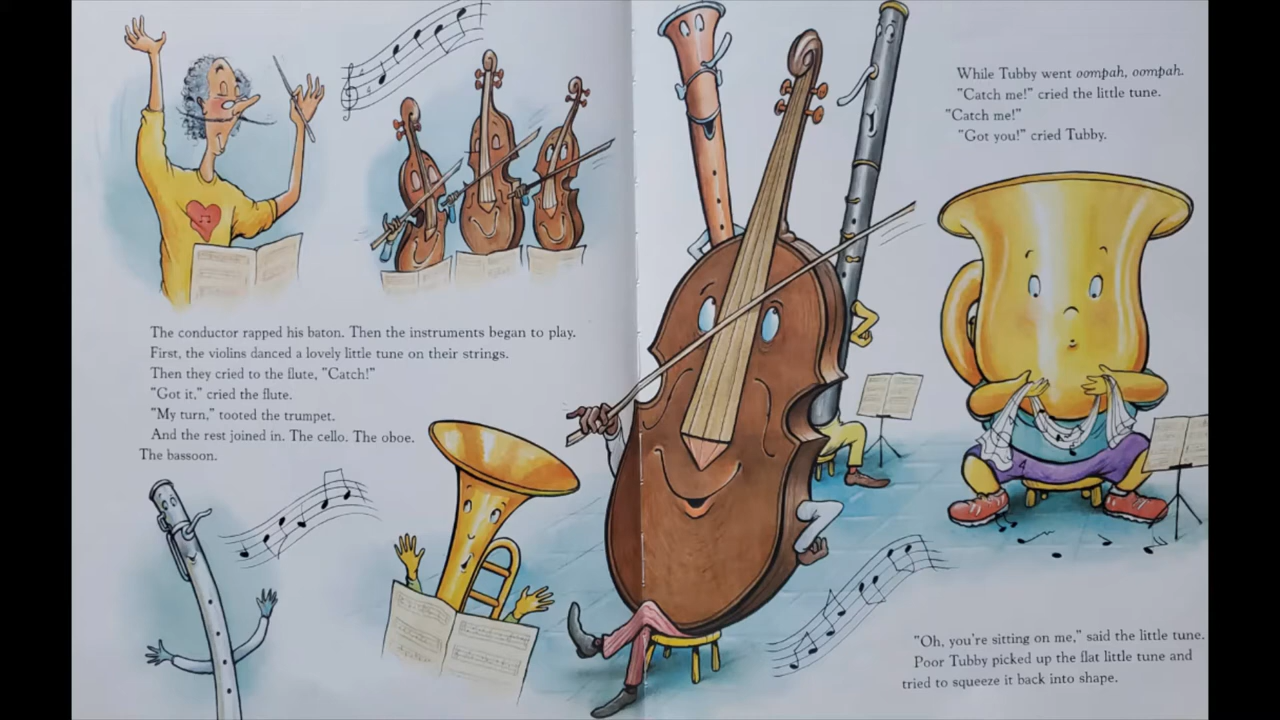 The conductor rapped his baton. Then the instruments began to play.
First, the violins danced a lovely little tune on their strings.
Then they cried to the flute, "Catch!"
"Got it," cried the flute.
"My turn," tooted the trumpet.
And the rest joined in. The cello. The oboe.
The bassoon.
While Tubby went oompah, oompah.
"Catch me!" cried the little tune.
"Catch me!"
"Got you!" cried Tubby.
"Oh, you're sitting on me," said the little tune.
Poor Tubby picked up the flat little tune and
tried to squeeze it back into shape.